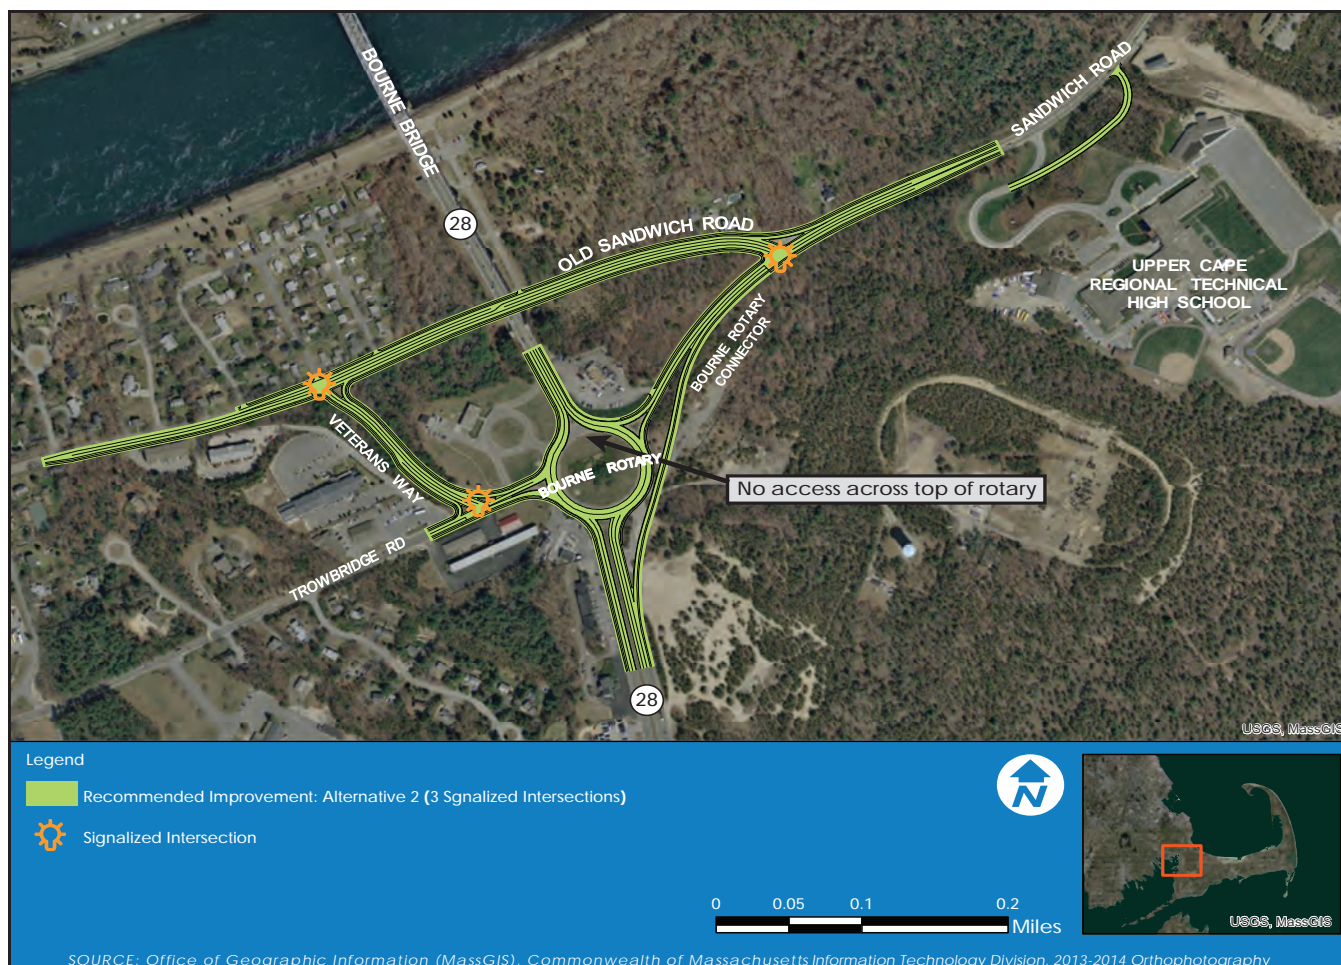 BOURNE BRIDGE
SANDWICH ROAD
28
OLD SANDWICH ROAD
UPPER CAPE
REGIONAL TECHNICAL
HIGH SCHOOL
BOURNE ROTARY
CONNECTOR
VETERANS WAY
BOURNE ROTARY
No access across top of rotary
TROWBRIDGE RD
28
USGS, MassGIS
Legend
Recommended Improvement: Alternative 2 (3 Sgnalized Intersections)
Signalized Intersection
N
0 0.05 0.1 0.2
Miles
USGS, MassGIS
SOURCE: Office of Geographic Information (MassGIS), Commonwealth of Massachusetts Information Technology Division, 2013-2014 Orthophotography